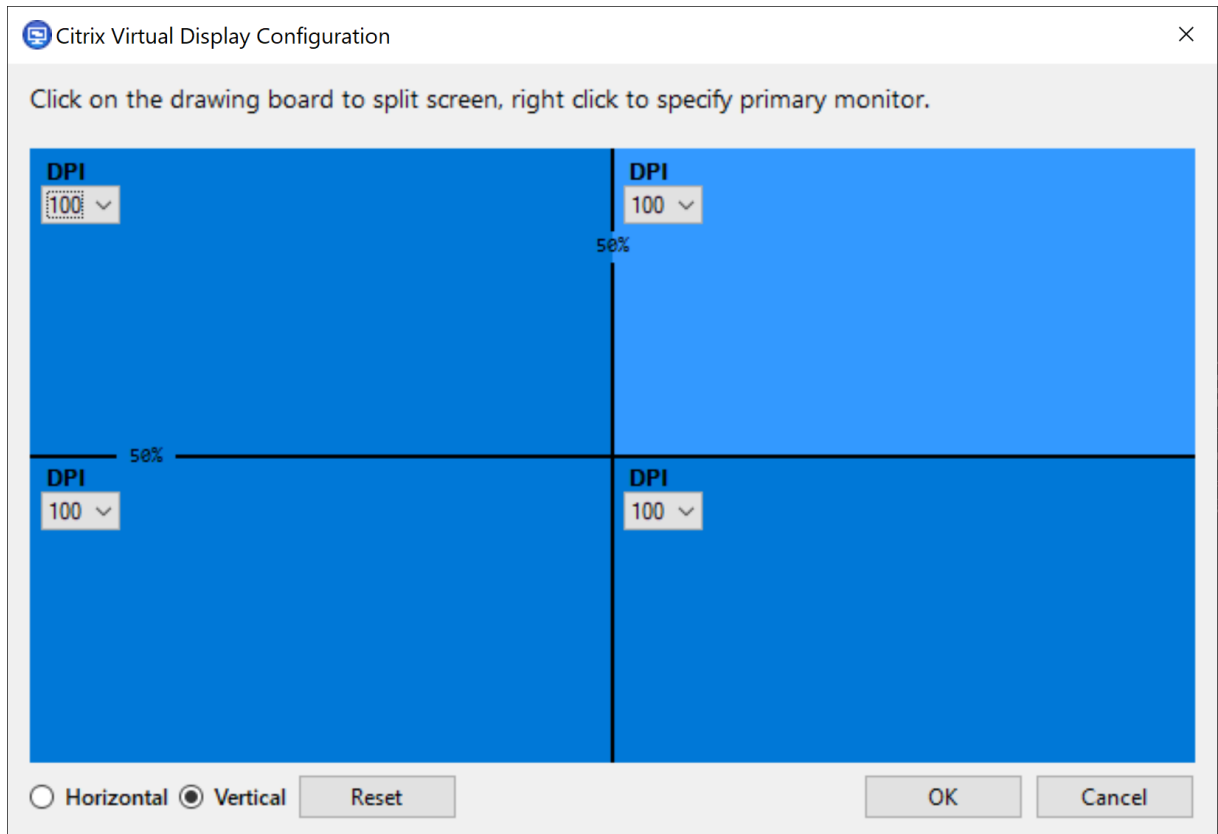 Citrix Virtual Display Configuration
Click on the drawing board to split screen, right click to specify primary monitor.
DPI DPI
100 100
50%
50%
DPI DPI
100 100
Horizontal Vertical Reset OK Cancel